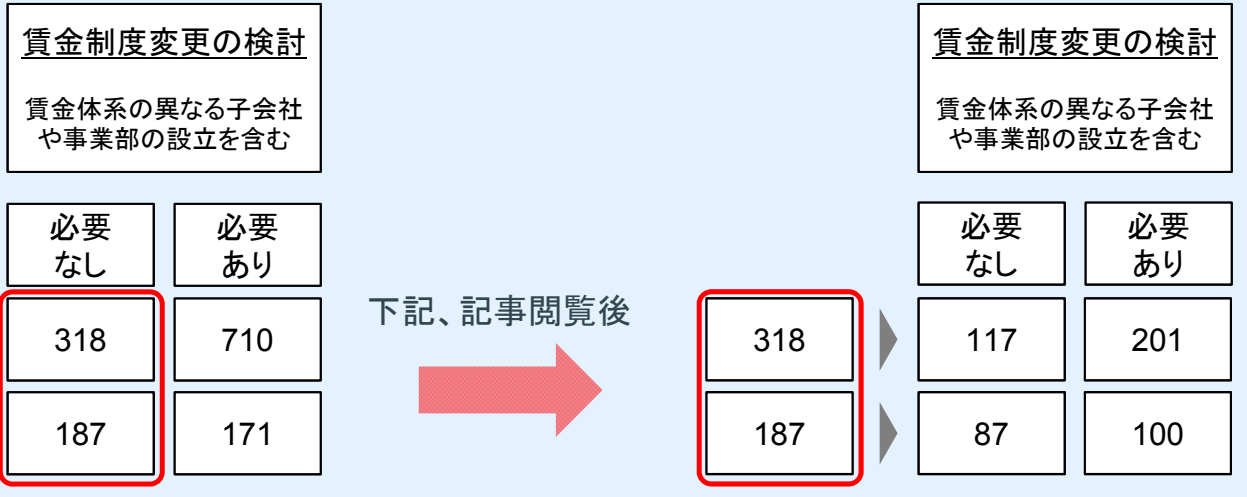 賃金制度変更の検討
賃金体系の異なる子会社
や事業部の設立を含む
必要
なし
必要
あり
318
710
187
171
下記、記事閲覧後
賃金制度変更の検討
賃金体系の異なる子会社
や事業部の設立を含む
必要
なし
必要
あり
318
117
201
187
87
100